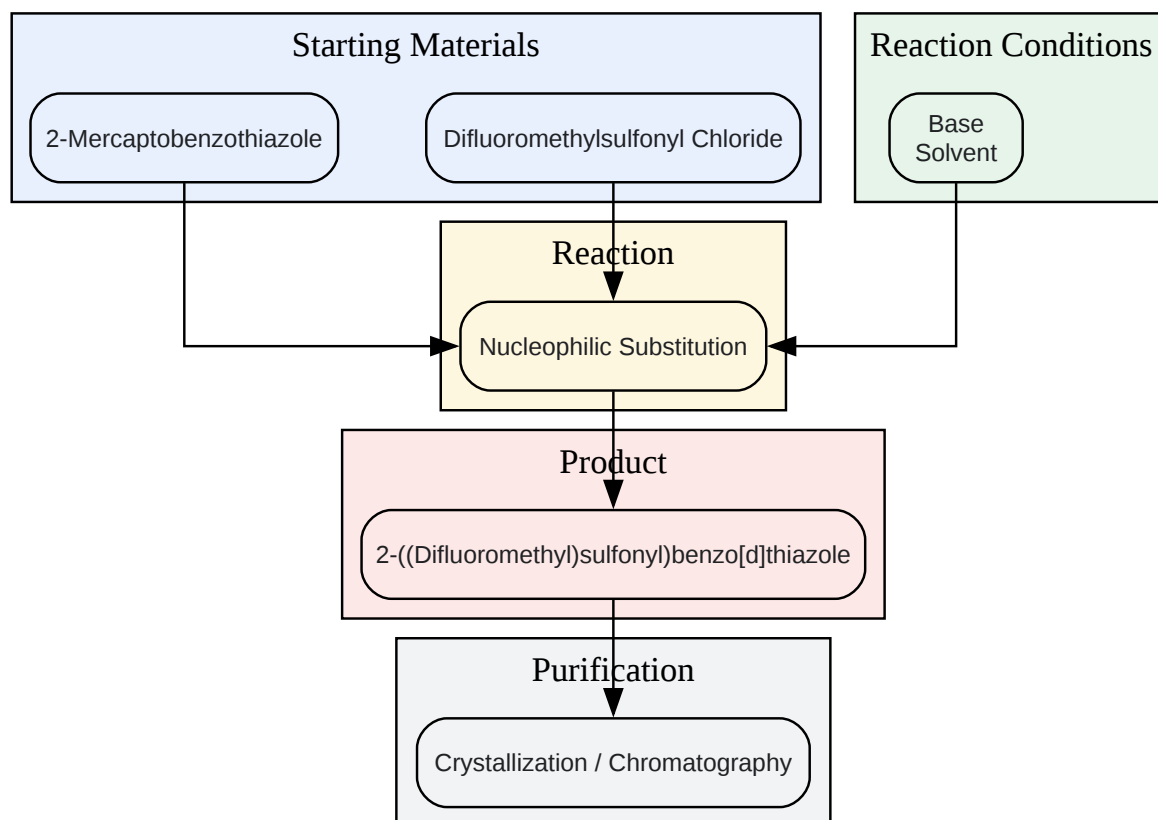 Starting Materials
Reaction Conditions
2-Mercaptobenzothiazole
Difluoromethylsulfonyl Chloride
Base
Solvent
Reaction
Nucleophilic Substitution
Product
2-((Difluoromethyl)sulfonyl)benzo[d]thiazole
Purification
Crystallization / Chromatography